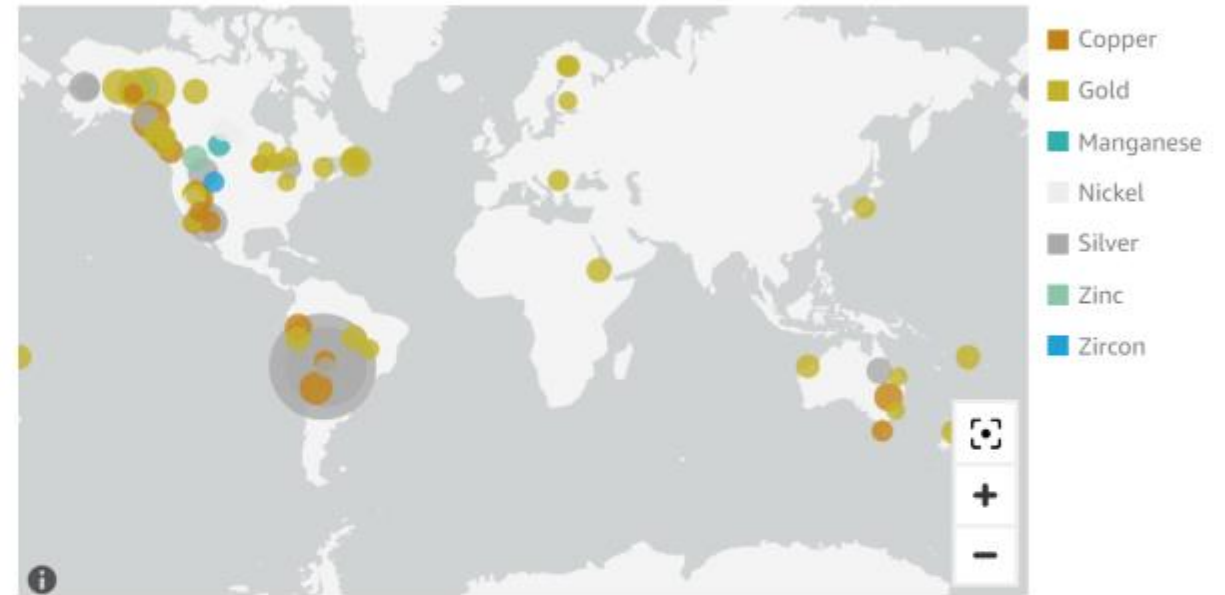 Copper
Gold
Manganese
Nickel
Silver
Zinc
Zircon
i
+
−